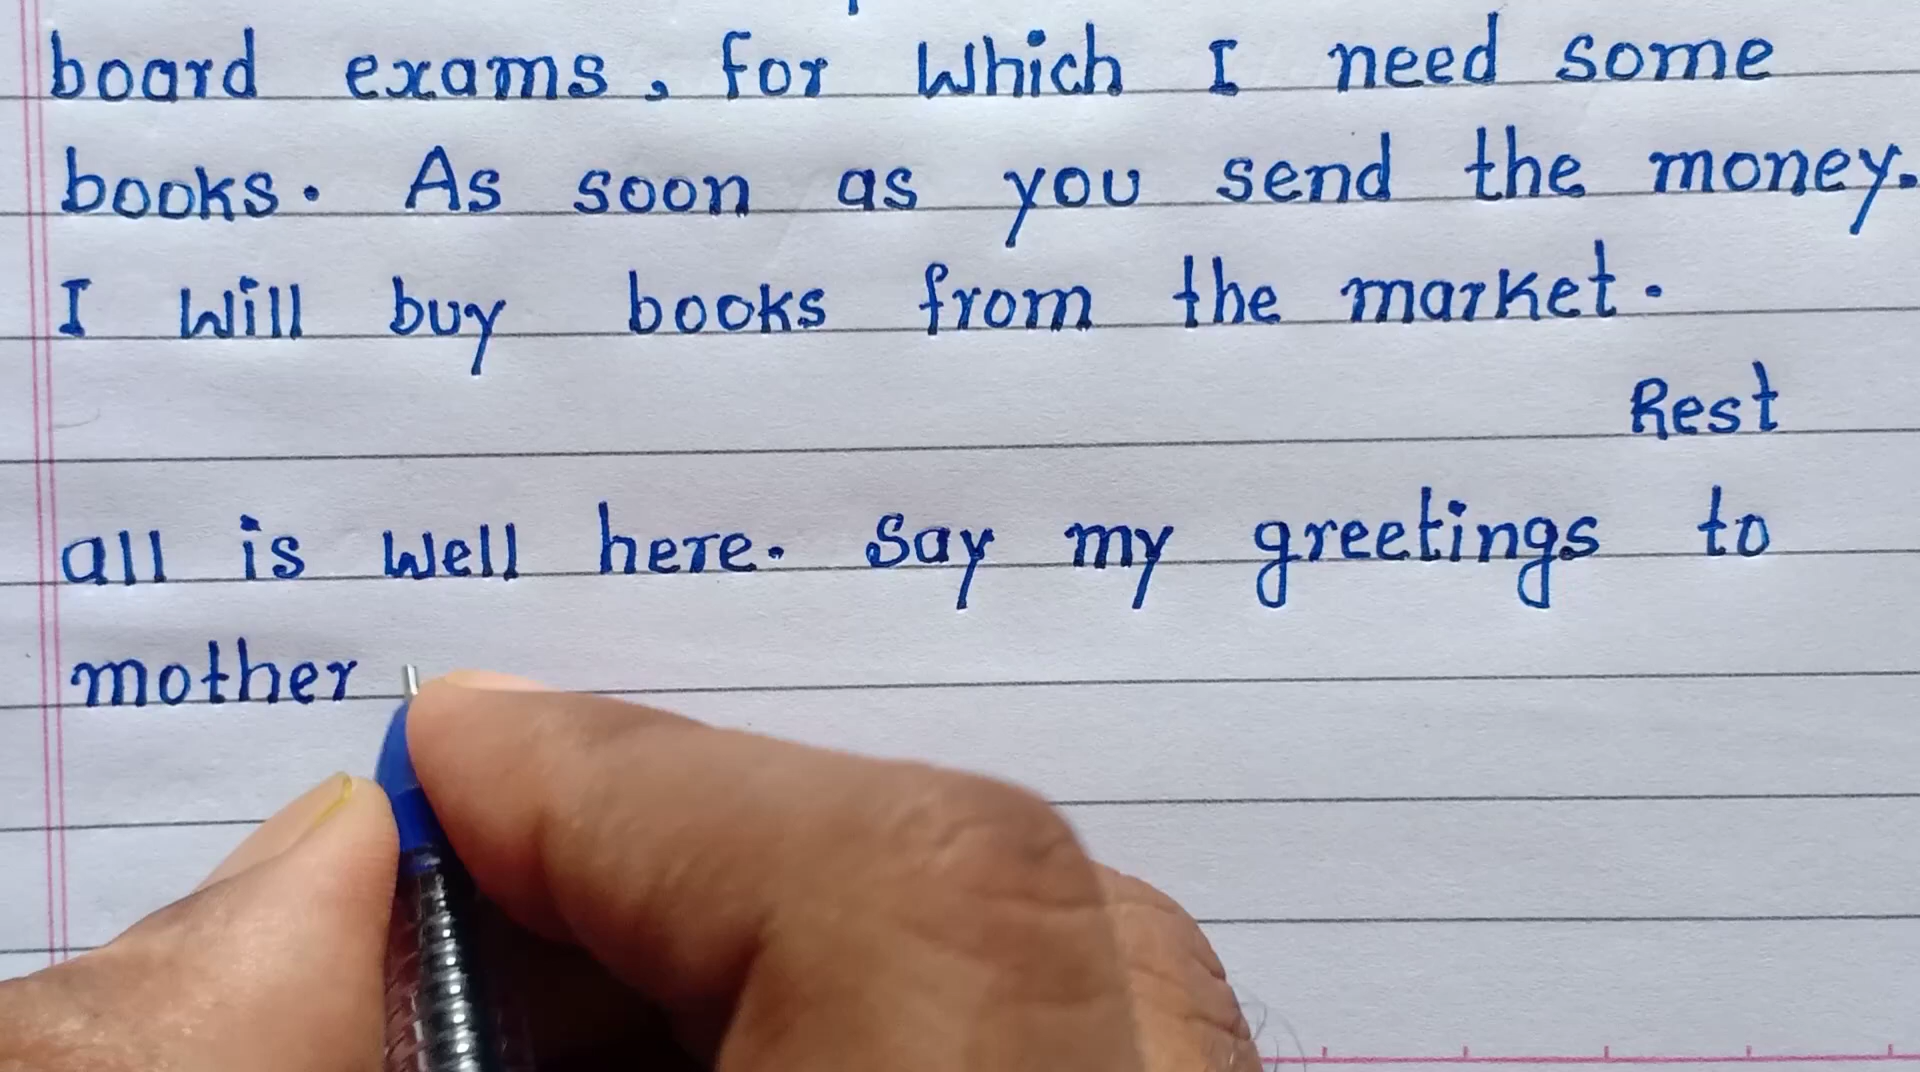 board exams, for which I need some
books. As soon as you send the money.
I will buy books from the market.
Rest
all is well here. Say my greetings to
mother